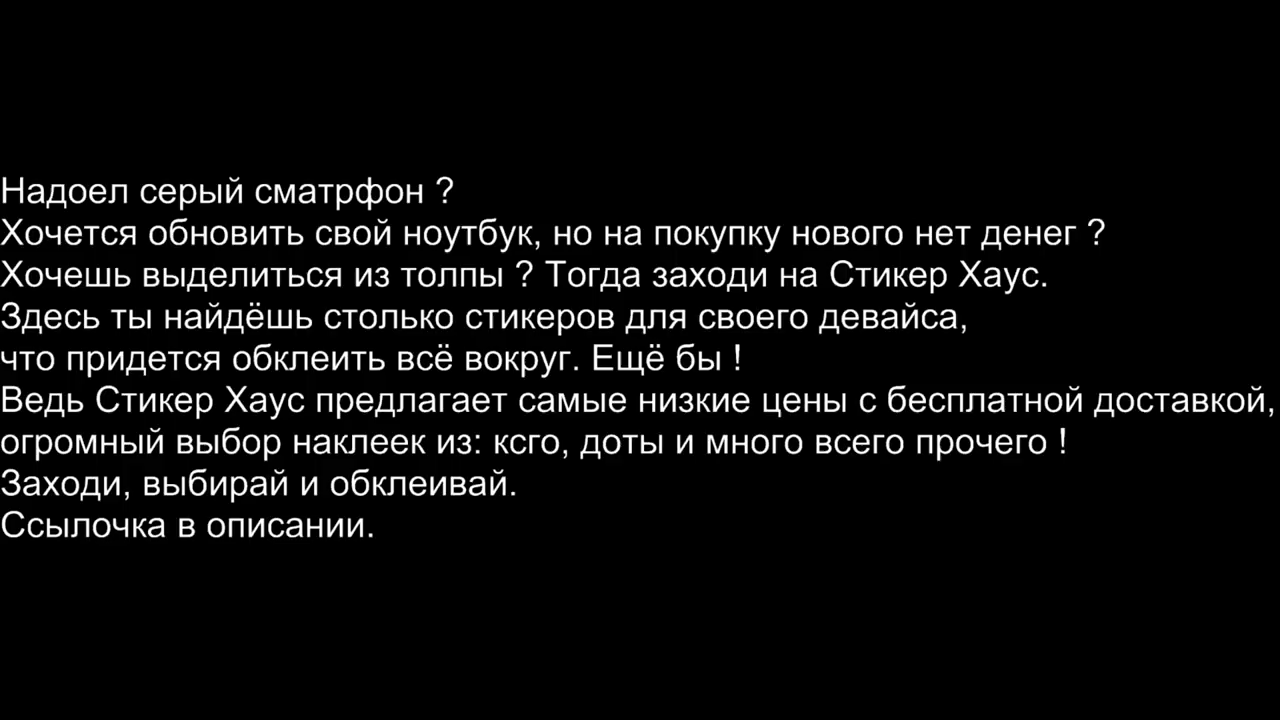 Надоел серый сматрфон ?
Хочется обновить свой ноутбук, но на покупку нового нет денег ?
Хочешь выделиться из толпы ? Тогда заходи на Стикер Хаус.
Здесь ты найдёшь столько стикеров для своего девайса,
что придется обклеить всё вокруг. Ещё бы !
Ведь Стикер Хаус предлагает самые низкие цены с бесплатной доставкой,
огромный выбор наклеек из: ксго, доты и много всего прочего !
Заходи, выбирай и обклеивай.
Ссылочка в описании.